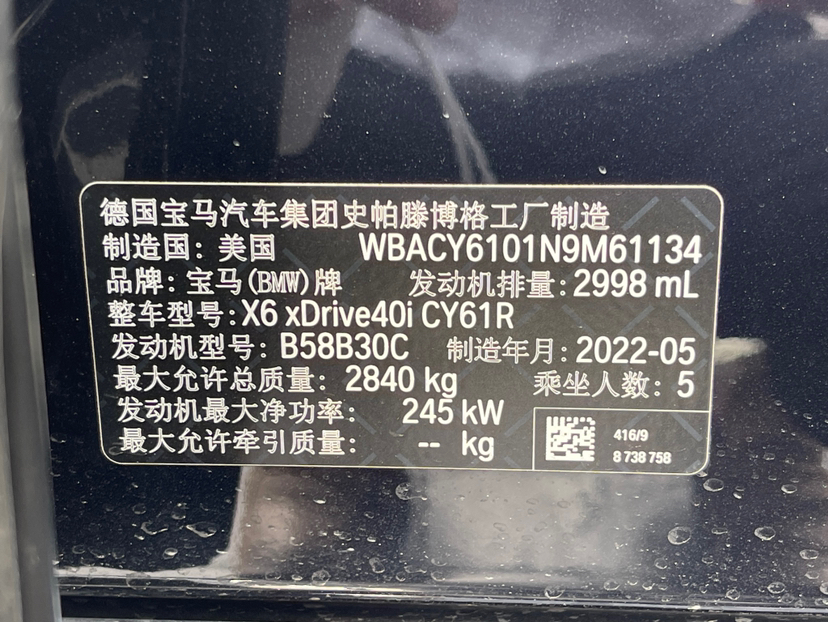 德国宝马汽车集团史帕滕博格工厂制造
制造国：美国 WBACY6101N9M61134
品牌：宝马(BMW)牌 发动机排量：2998 mL
整车型号：X6 xDrive40i CY61R
发动机型号：B58B30C 制造年月：2022-05
最大允许总质量：2840 kg 乘坐人数：5
发动机最大净功率：245 kW
最大允许牵引质量：-- kg
416/9
8 738 758